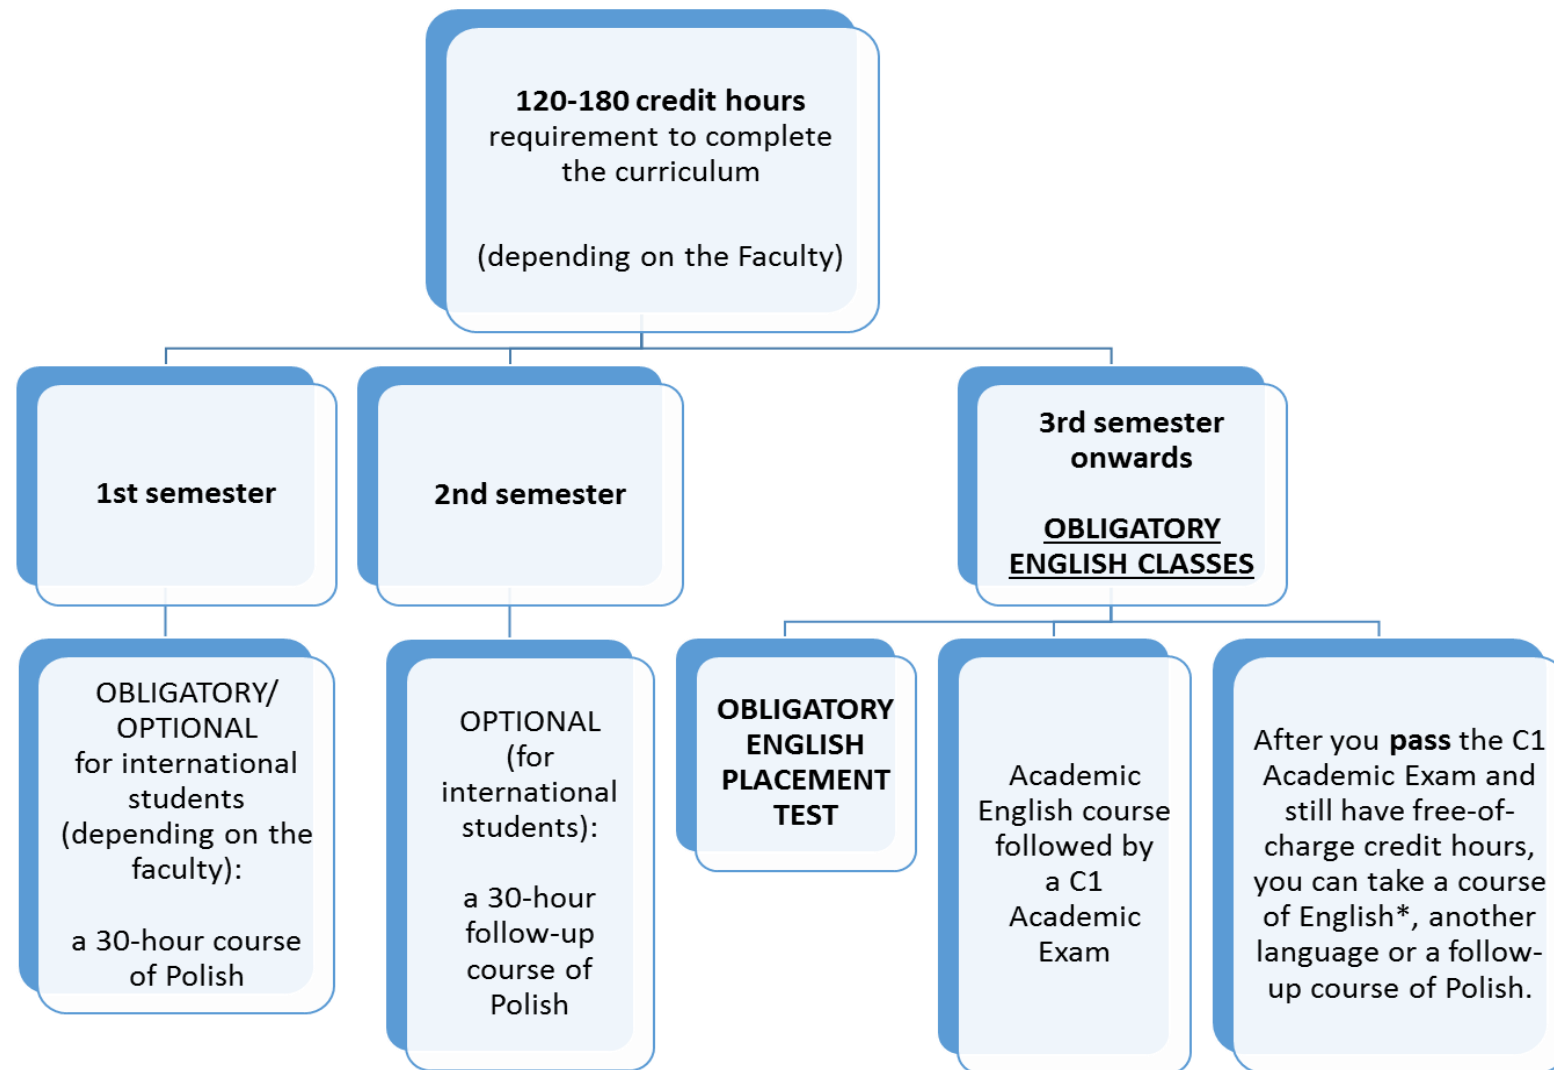 120-180 credit hours
requirement to complete
the curriculum
(depending on the Faculty)
1st semester
2nd semester
3rd semester
onwards
OBLIGATORY
ENGLISH CLASSES
OBLIGATORY/
OPTIONAL
for international
students
(depending on the
faculty):
a 30-hour course
of Polish
OPTIONAL
(for
international
students):
a 30-hour
follow-up
course of
Polish
OBLIGATORY
ENGLISH
PLACEMENT
TEST
Academic
English course
followed by
a C1
Academic
Exam
After you pass the C1
Academic Exam and
still have free-of-
charge credit hours,
you can take a course
of English*, another
language or a follow-
up course of Polish.